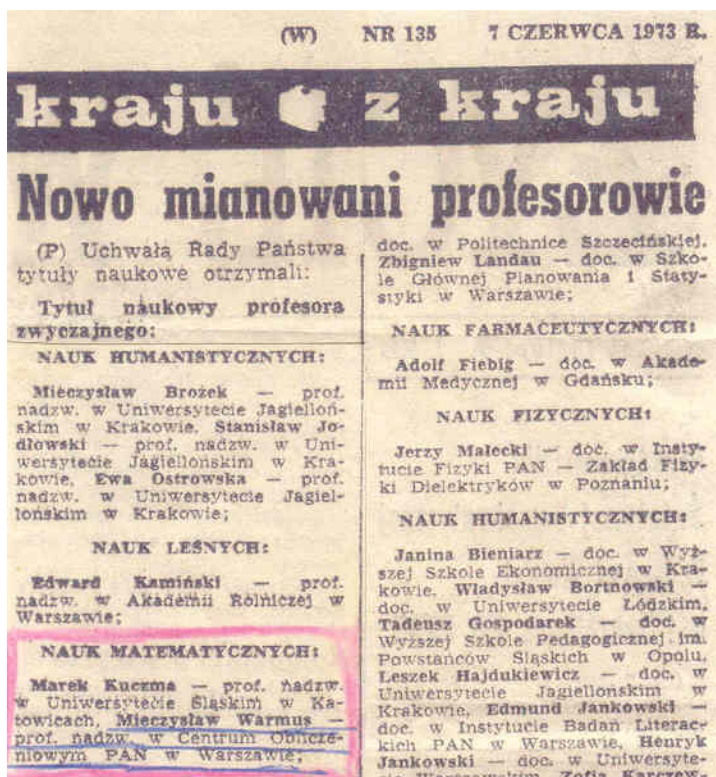 (W) NR 135 7 CZERWCA 1973 R.
kraju z kraju
Nowo mianowani profesorowie
(P) Uchwałą Rady Państwa
tytuły naukowe otrzymali:
Tytuł naukowy profesora
zwyczajnego:
NAUK HUMANISTYCZNYCH:
Mieczysław Brożek — prof.
nadzw. w Uniwersytecie Jagielloń-
skim w Krakowie, Stanisław Jo-
dłowski — prof. nadzw. w Uni-
wersytecie Jagiellońskim w Kra-
kowie, Ewa Ostrowska — prof.
nadzw. w Uniwersytecie Jagiel-
lońskim w Krakowie;
NAUK LEŚNYCH:
Edward Kamiński — prof.
nadzw. w Akademii Rolniczej w
Warszawie;
NAUK MATEMATYCZNYCH:
Marek Kuczma — prof. nadzw.
w Uniwersytecie Śląskim w Ka-
towicach, Mieczysław Warmus —
prof. nadzw. w Centrum Oblicze-
niowym PAN w Warszawie;
doc. w Politechnice Szczecińskiej,
Zbigniew Landau — doc. w Szko-
le Głównej Planowania i Staty-
styki w Warszawie;
NAUK FARMACEUTYCZNYCH:
Adolf Fiebig — doc. w Akade-
mii Medycznej w Gdańsku;
NAUK FIZYCZNYCH:
Jerzy Małecki — doc. w Insty-
tucie Fizyki PAN — Zakład Fizy-
ki Dielektryków w Poznaniu;
NAUK HUMANISTYCZNYCH:
Janina Bieniarz — doc. w Wyż-
szej Szkole Ekonomicznej w Kra-
kowie, Władysław Bortnowski —
doc. w Uniwersytecie Łódzkim,
Tadeusz Gospodarek — doc. w
Wyższej Szkole Pedagogicznej im.
Powstańców Śląskich w Opolu,
Leszek Hajdukiewicz — doc. w
Uniwersytecie Jagiellońskim w
Krakowie, Edmund Jankowski —
doc. w Instytucie Badań Literac-
kich PAN w Warszawie, Henryk
Jankowski — doc. w Uniwersyte-
cie Warszawskim, Zofia Karczew-